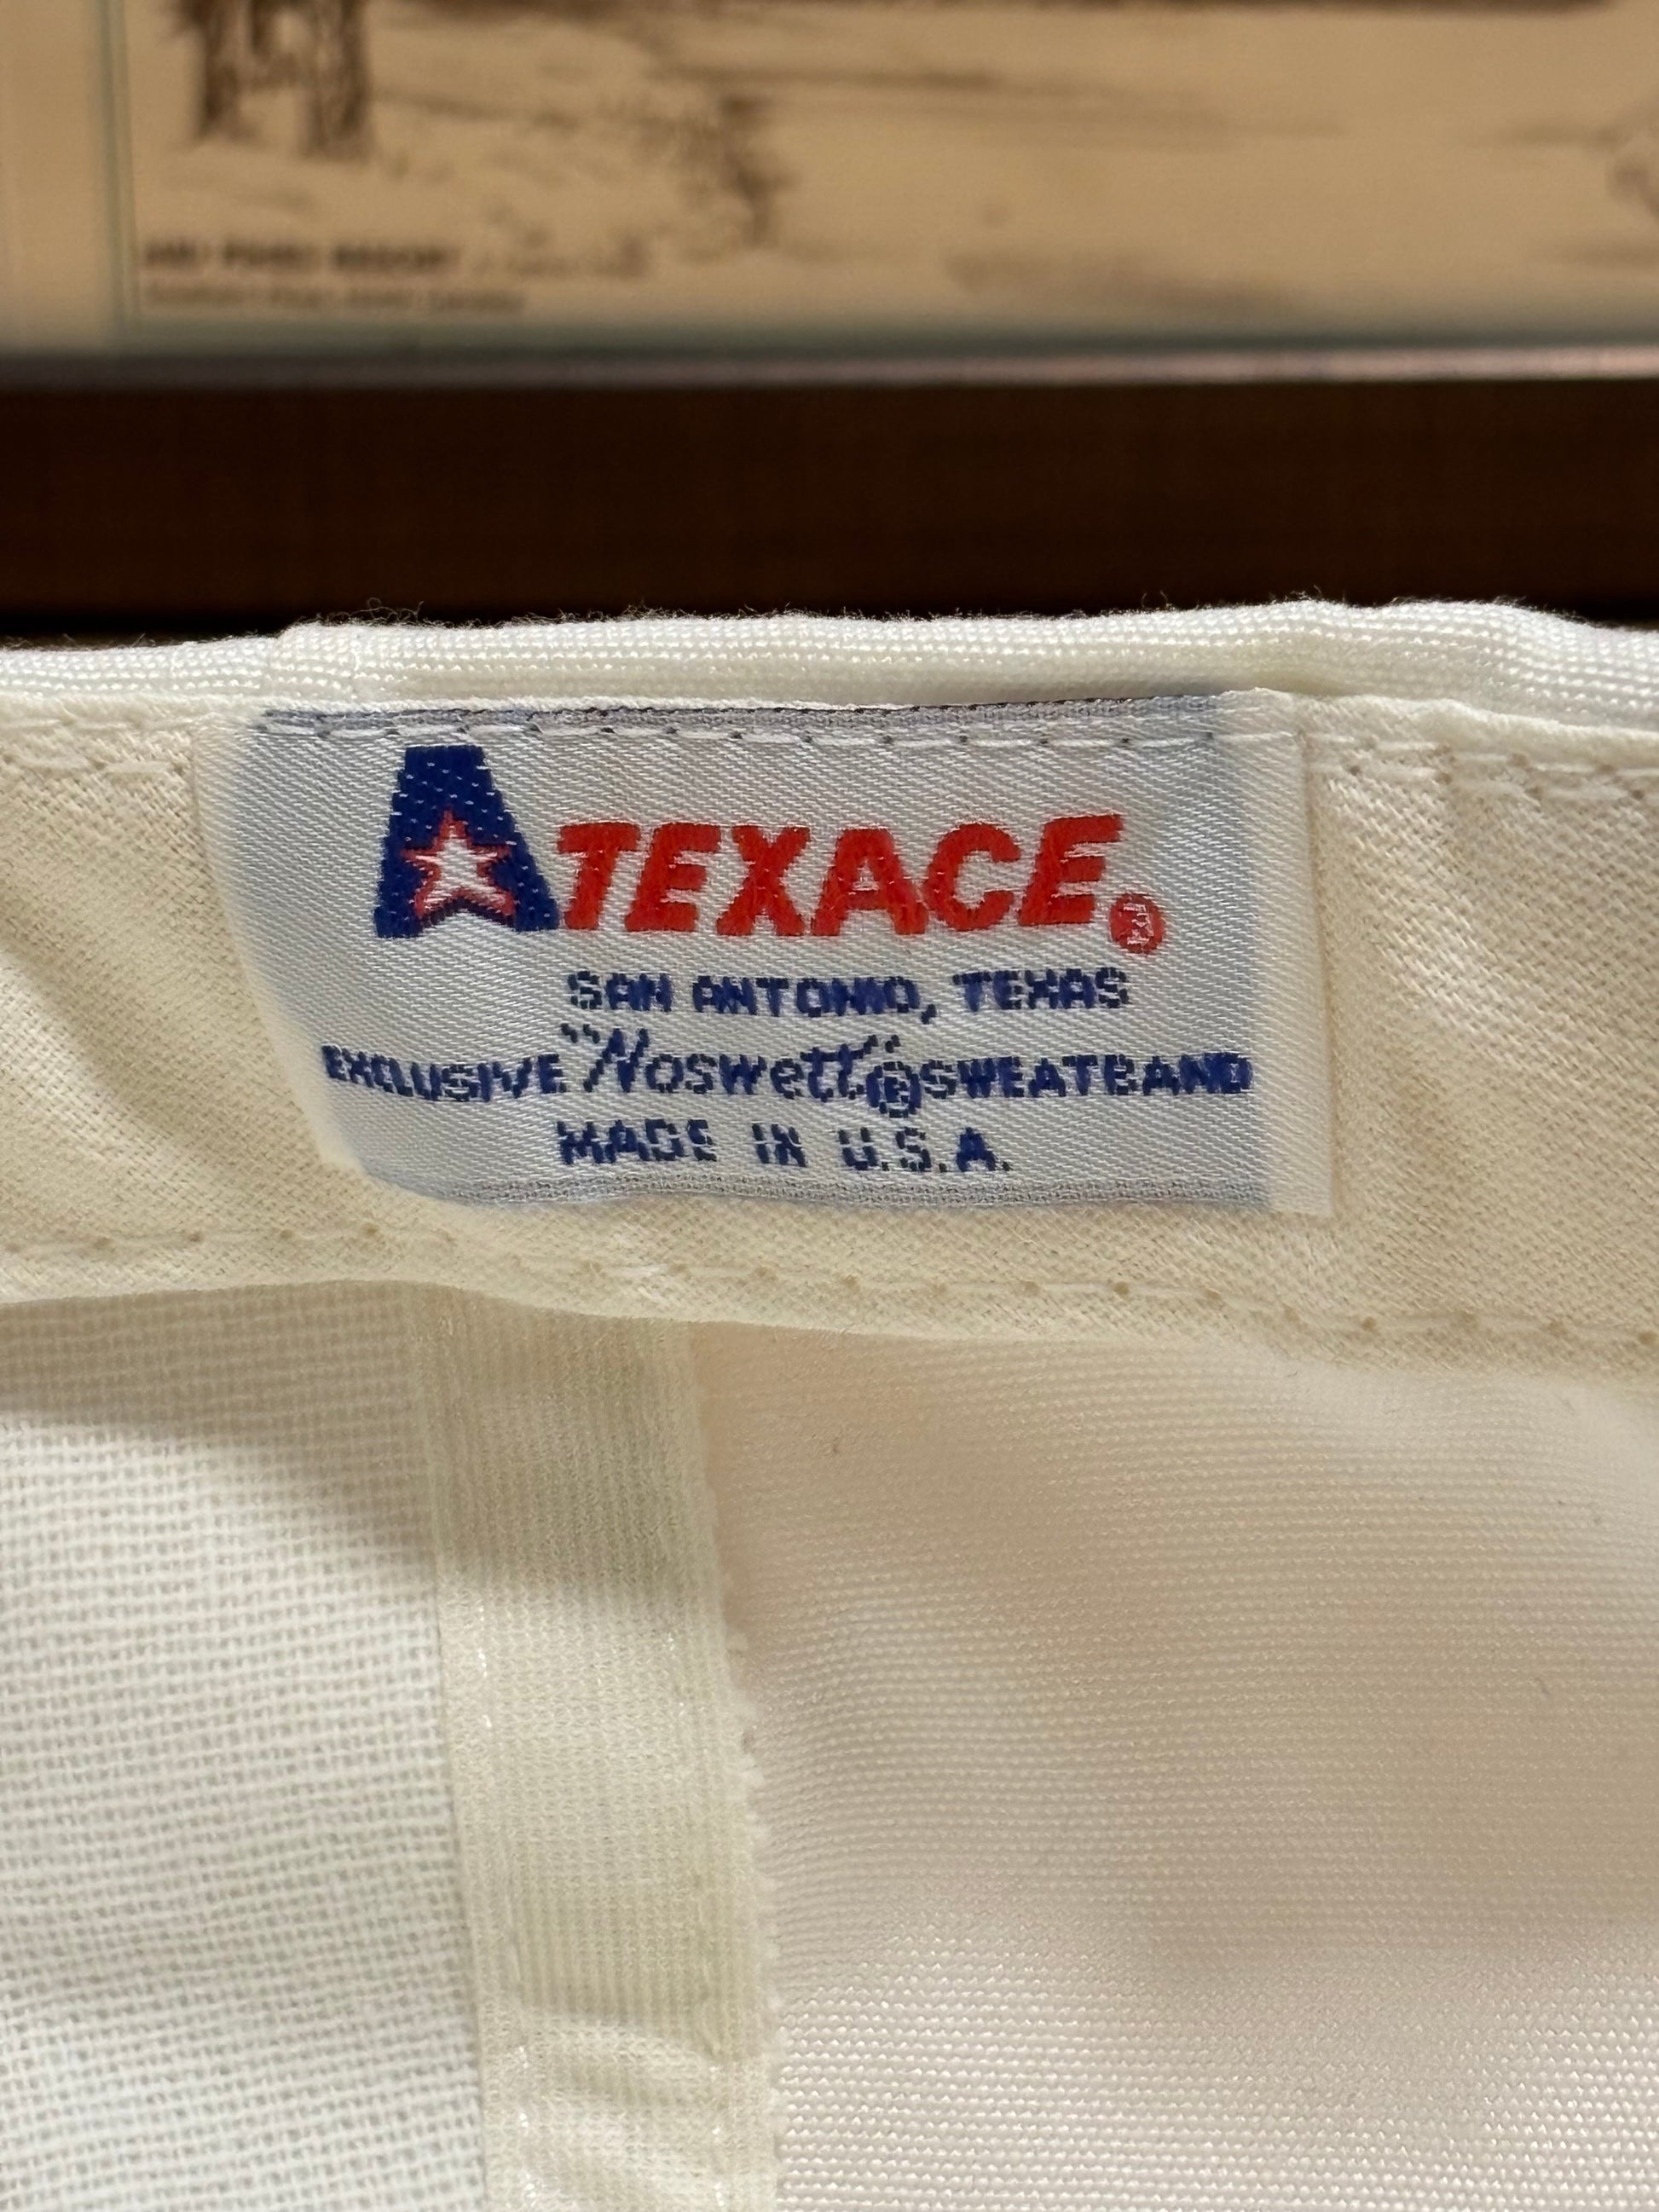 A TEXACE®
SAN ANTONIO, TEXAS
EXCLUSIVE "Noswett"® SWEATBAND
MADE IN U.S.A.